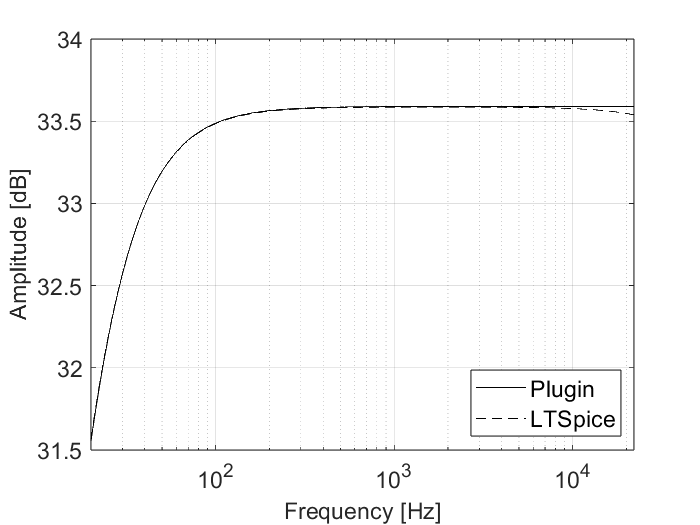 34
33.5
33
32.5
32
31.5
Amplitude [dB]
10^2
10^3
10^4
Frequency [Hz]
Plugin
LTSpice